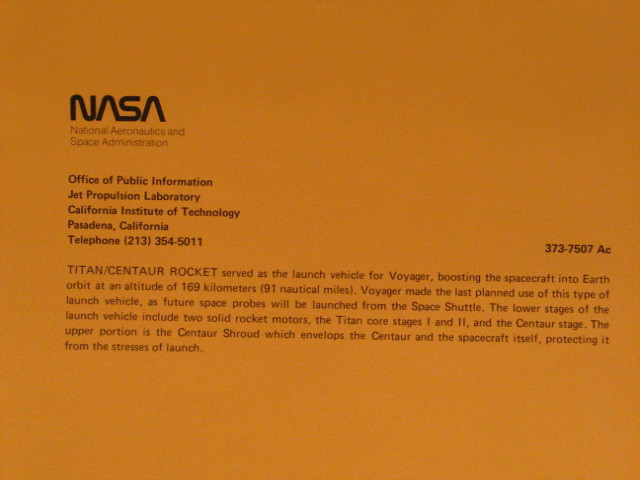 NASA
National Aeronautics and
Space Administration
Office of Public Information
Jet Propulsion Laboratory
California Institute of Technology
Pasadena, California
Telephone (213) 354-5011
373-7507 Ac
TITAN/CENTAUR ROCKET served as the launch vehicle for Voyager, boosting the spacecraft into Earth
orbit at an altitude of 169 kilometers (91 nautical miles). Voyager made the last planned use of this type of
launch vehicle, as future space probes will be launched from the Space Shuttle. The lower stages of the
launch vehicle include two solid rocket motors, the Titan core stages I and II, and the Centaur stage. The
upper portion is the Centaur Shroud which envelops the Centaur and the spacecraft itself, protecting it
from the stresses of launch.